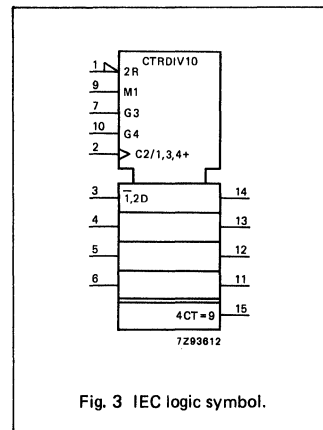 CTRDIV10
1 2R
9 M1
7 G3
10 G4
2 C2/1,3,4+
3 1̅,2D 14
4 13
5 12
6 11
4CT=9 15
7Z93612
Fig. 3 IEC logic symbol.